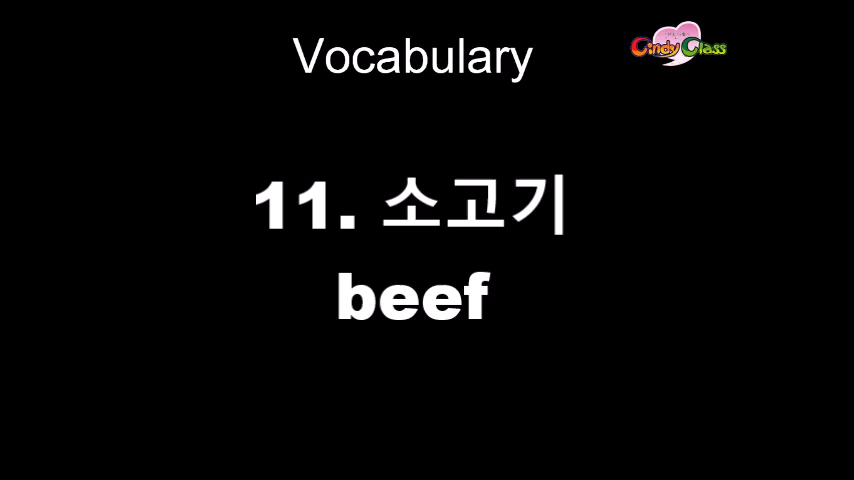 Vocabulary
Cindy Class
11. 소고기
beef